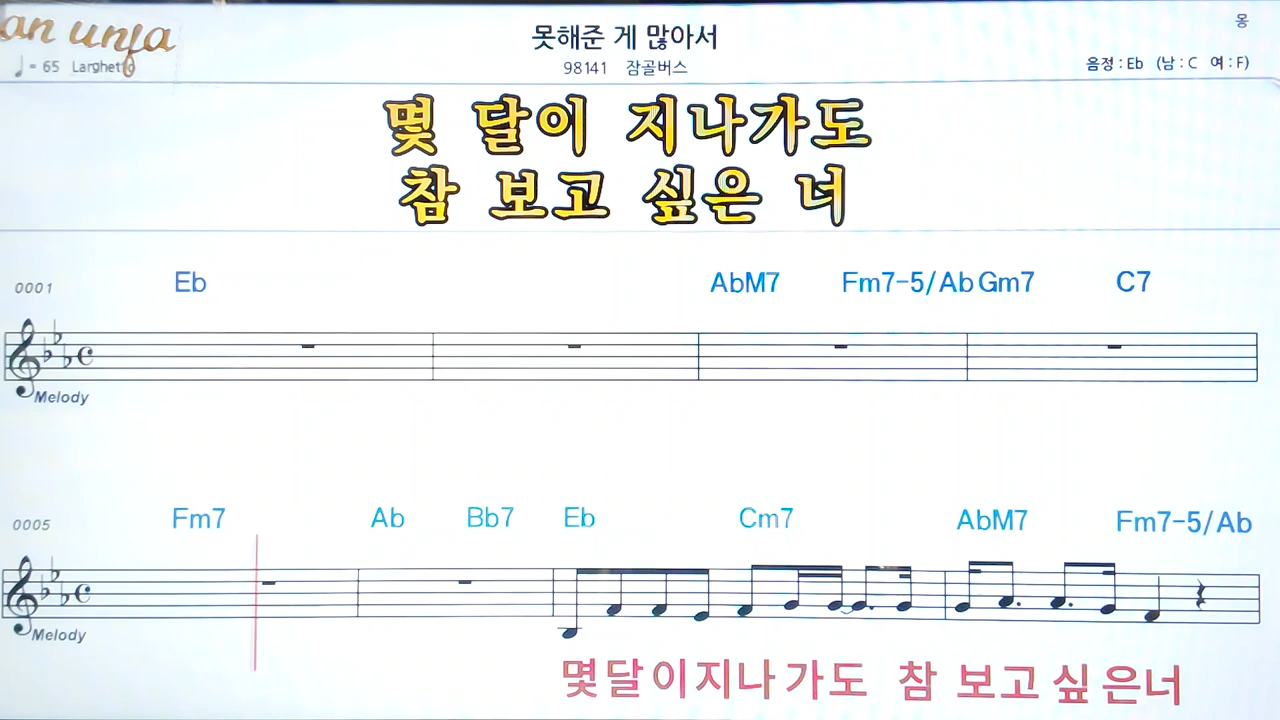 an unfa
몽
♩= 65 Larghetto
못해준 게 많아서
98141 잠골버스
음정 : Eb (남 : C 여 : F)
몇 달이 지나가도
참 보고 싶은 너
0001 Eb AbM7 Fm7-5/Ab Gm7 C7
Melody
0005 Fm7 Ab Bb7 Eb Cm7 AbM7 Fm7-5/Ab
Melody
몇달이지나가도 참 보고싶은너